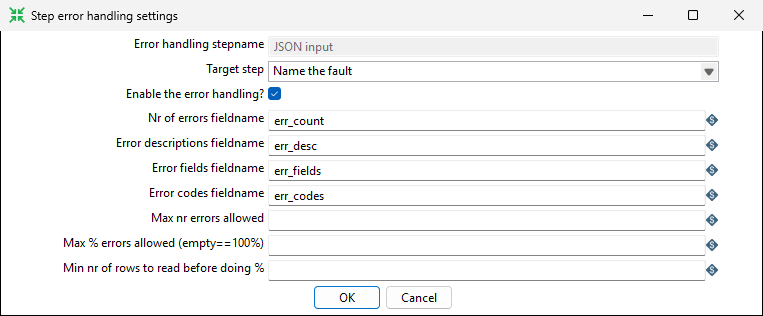 Step error handling settings
Error handling stepname JSON input
Target step Name the fault
Enable the error handling?
Nr of errors fieldname err_count
Error descriptions fieldname err_desc
Error fields fieldname err_fields
Error codes fieldname err_codes
Max nr errors allowed
Max % errors allowed (empty==100%)
Min nr of rows to read before doing %
OK Cancel